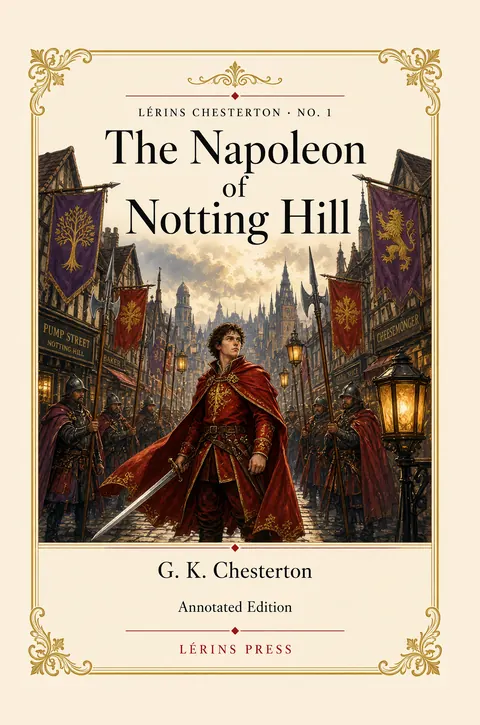 LÉRINS CHESTERTON · NO. 1
The Napoleon
of
Notting Hill
PUMP STREET
NOTTING HILL
BAKER
CHEESEMONGER
G. K. Chesterton
Annotated Edition
LÉRINS PRESS